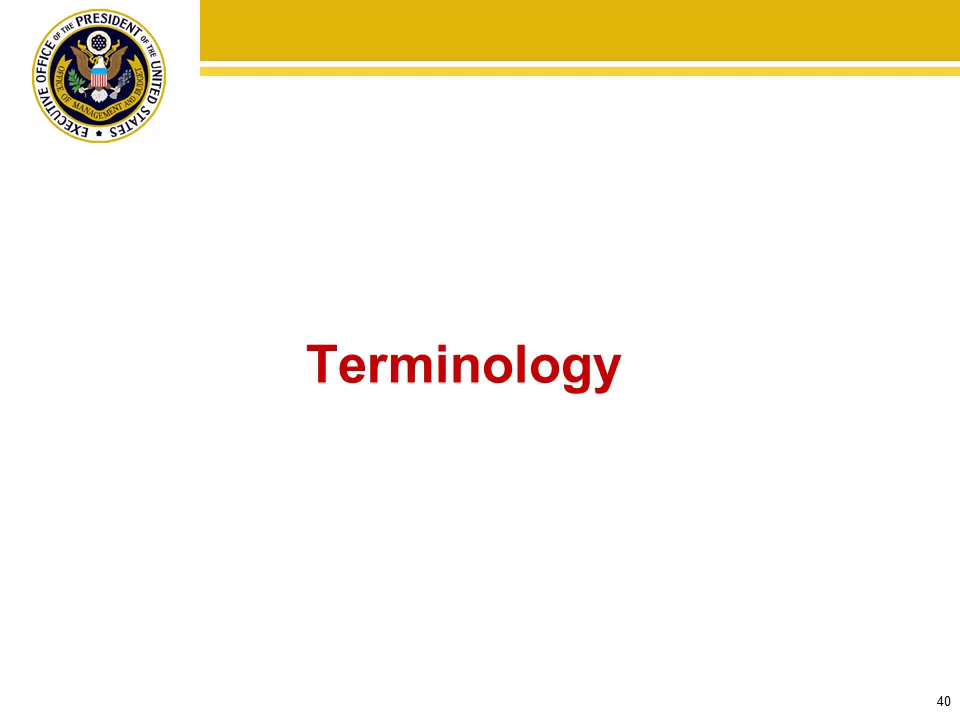 EXECUTIVE OFFICE OF THE PRESIDENT OF THE UNITED STATES
OFFICE OF MANAGEMENT AND BUDGET
Terminology
40